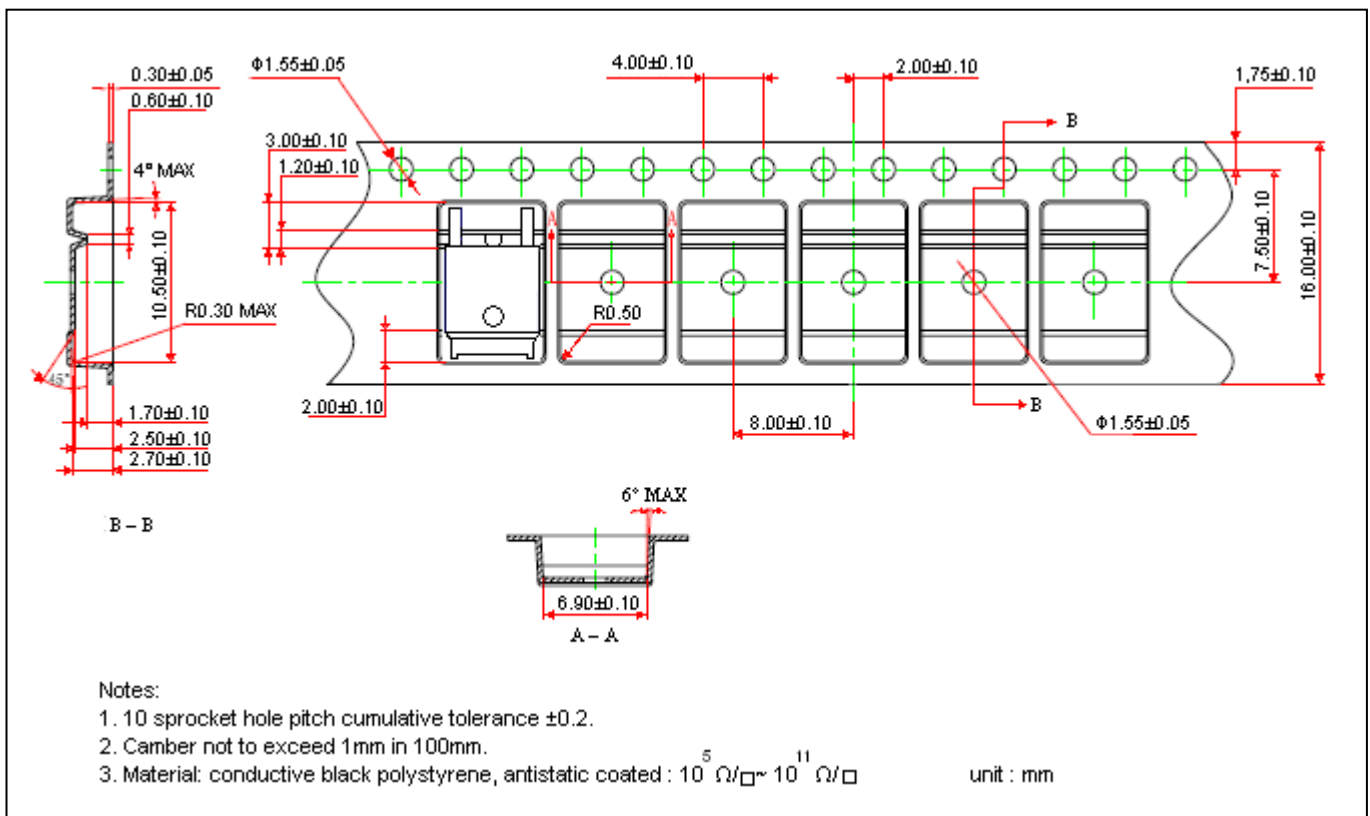 0.30±0.05
Φ1.55±0.05
4.00±0.10
2.00±0.10
1,75±0.10
0.60±0.10
B
3.00±0.10
4° MAX
1.20±0.10
A
A
10.50±0.10
7.50±0.10
16.00±0.10
R0.30 MAX
R0.50
45°
2.00±0.10
1.70±0.10
B
8.00±0.10
Φ1.55±0.05
2.50±0.10
2.70±0.10
6° MAX
B – B
6.90±0.10
A – A
Notes:
1. 10 sprocket hole pitch cumulative tolerance ±0.2.
2. Camber not to exceed 1mm in 100mm.
3. Material: conductive black polystyrene, antistatic coated : 10⁵ Ω/□~ 10¹¹ Ω/□ unit : mm